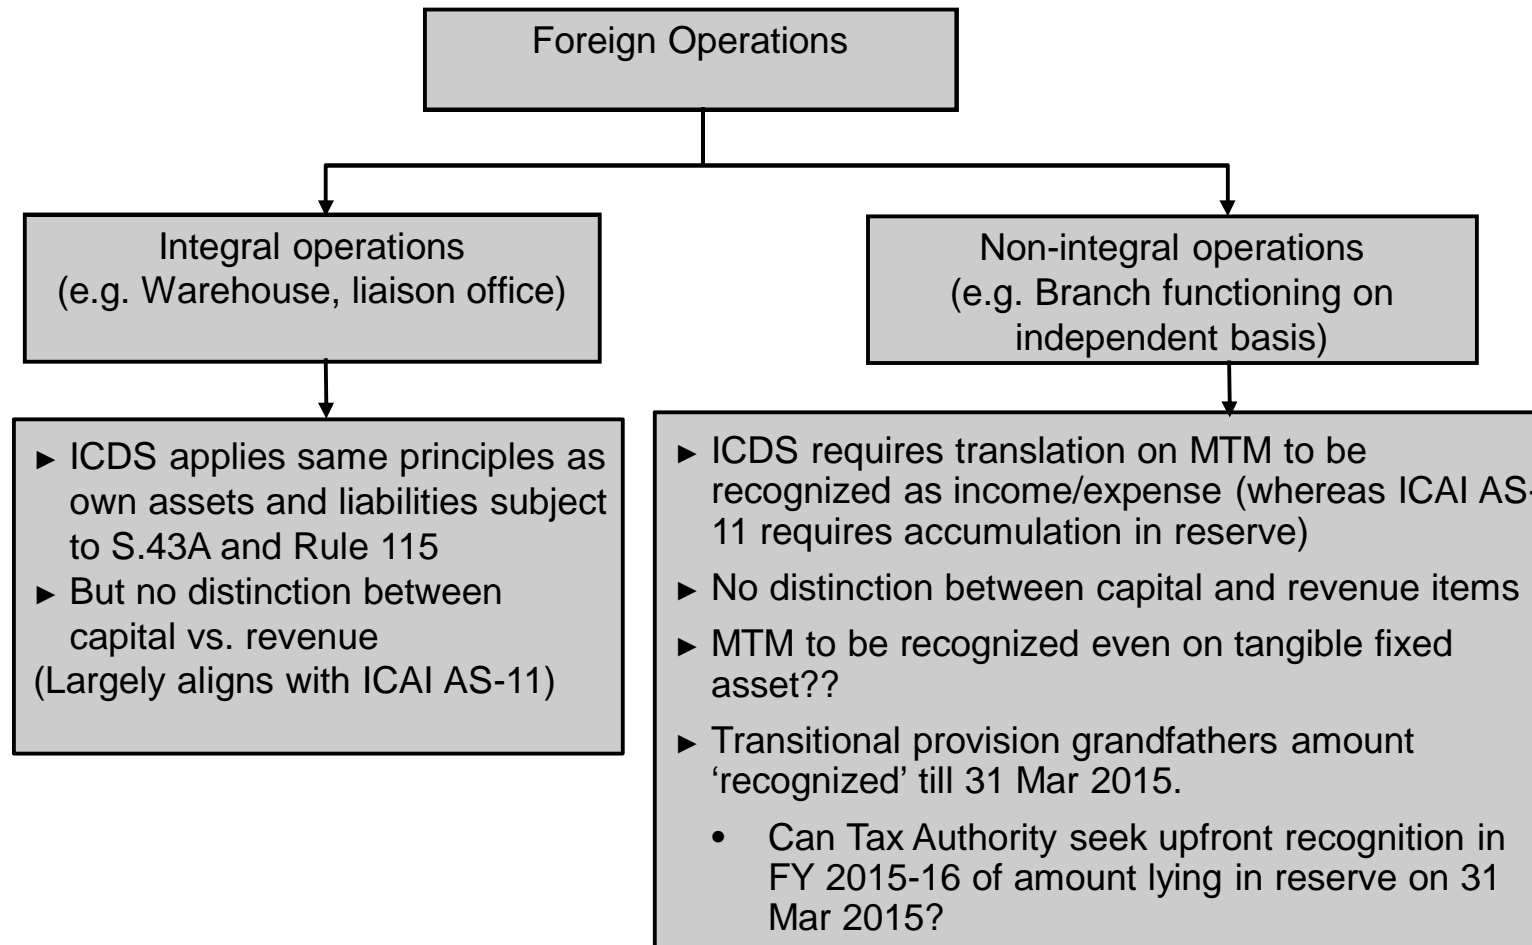 Foreign Operations
Integral operations
(e.g. Warehouse, liaison office)
Non-integral operations
(e.g. Branch functioning on
independent basis)
► ICDS applies same principles as
own assets and liabilities subject
to S.43A and Rule 115
► But no distinction between
capital vs. revenue
(Largely aligns with ICAI AS-11)
► ICDS requires translation on MTM to be
recognized as income/expense (whereas ICAI AS-
11 requires accumulation in reserve)
► No distinction between capital and revenue items
► MTM to be recognized even on tangible fixed
asset??
► Transitional provision grandfathers amount
‘recognized’ till 31 Mar 2015.
• Can Tax Authority seek upfront recognition in
FY 2015-16 of amount lying in reserve on 31
Mar 2015?